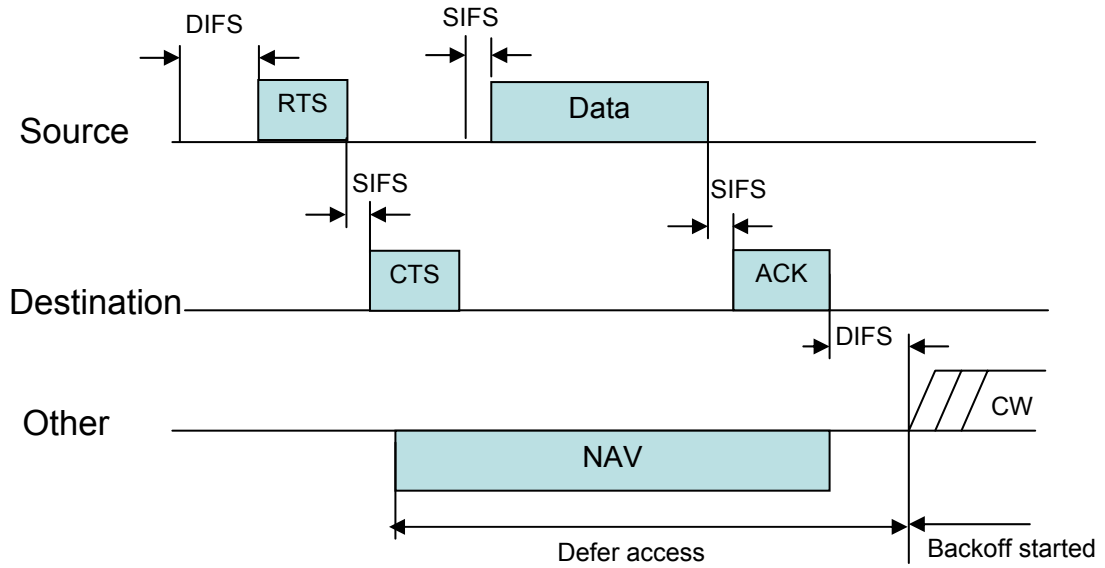 DIFS
SIFS
RTS
Data
Source
SIFS
SIFS
CTS
ACK
Destination
DIFS
CW
Other
NAV
Defer access
Backoff started